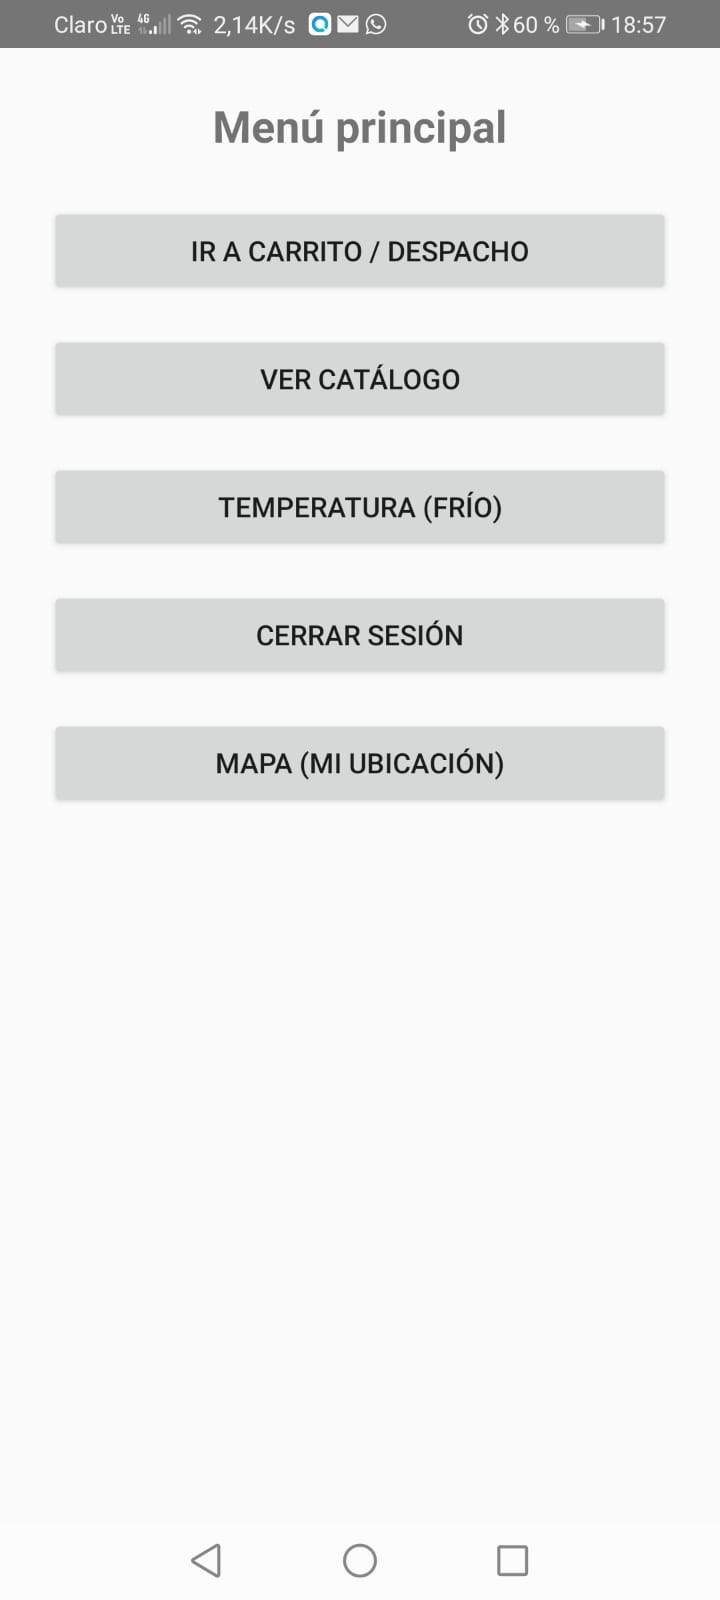 Claro Vo LTE 4G 2,14K/s 60 % 18:57
Menú principal
IR A CARRITO / DESPACHO
VER CATÁLOGO
TEMPERATURA (FRÍO)
CERRAR SESIÓN
MAPA (MI UBICACIÓN)